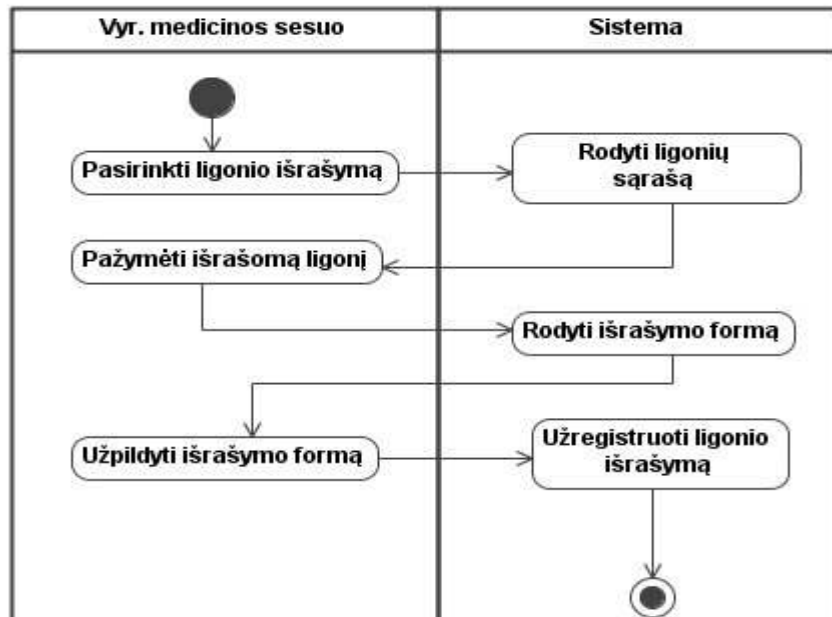 Vyr. medicinos sesuo
Sistema
Pasirinkti ligonio išrašymą
Rodyti ligonių
sąrašą
Pažymėti išrašomą ligonį
Rodyti išrašymo formą
Užpildyti išrašymo formą
Užregistruoti ligonio
išrašymą